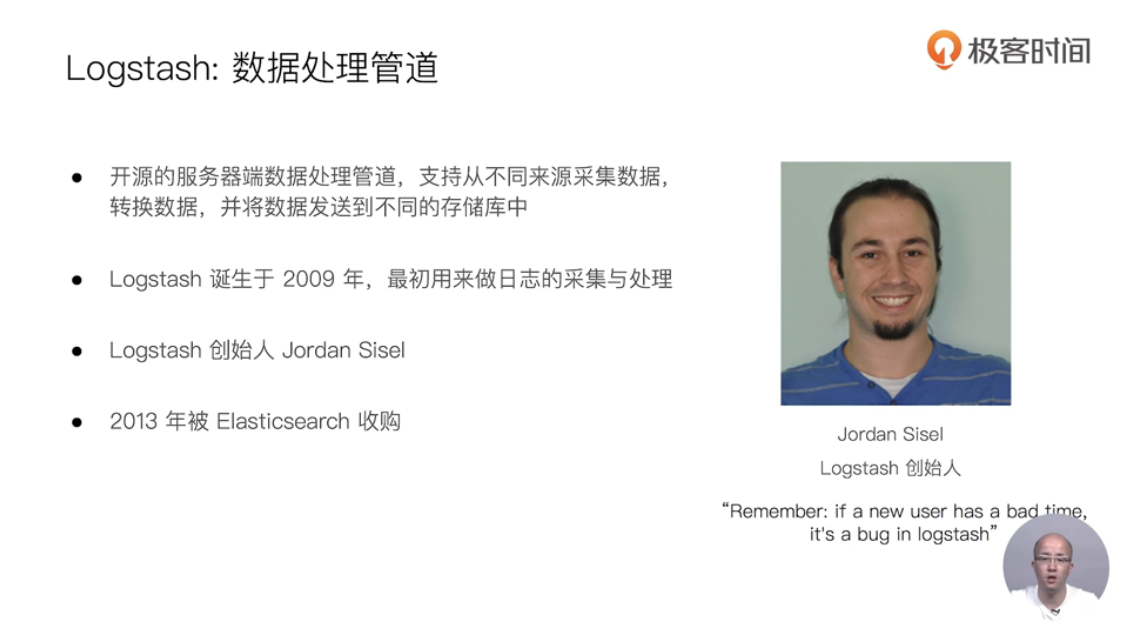 Logstash: 数据处理管道
极客时间
开源的服务器端数据处理管道，支持从不同来源采集数据，
转换数据，并将数据发送到不同的存储库中
Logstash 诞生于 2009 年，最初用来做日志的采集与处理
Logstash 创始人 Jordan Sisel
2013 年被 Elasticsearch 收购
Jordan Sisel
Logstash 创始人
“Remember: if a new user has a bad time,
it's a bug in logstash”